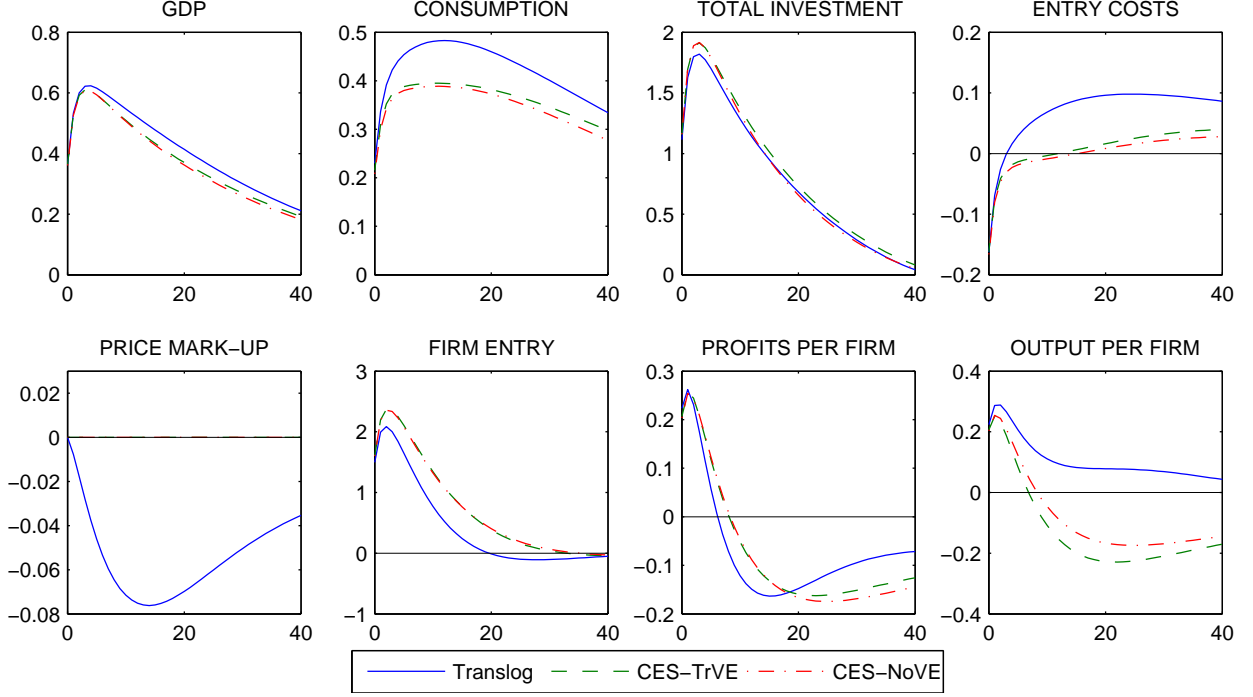 GDP CONSUMPTION TOTAL INVESTMENT ENTRY COSTS
0.8 0.5 2 0.2
0.4
0.6 1.5 0.1
0.3
0.4 1 0
0.2
0.2 0.5 −0.1
0.1
0 0 0 −0.2
0 20 40 0 20 40 0 20 40 0 20 40
PRICE MARK−UP FIRM ENTRY PROFITS PER FIRM OUTPUT PER FIRM
3 0.3 0.4
0.02
0.2
0 2 0.2
0.1
−0.02
1 0 0
−0.04
0 −0.1 −0.2
−0.06
−0.08 −1 −0.2 −0.4
0 20 40 0 20 40 0 20 40 0 20 40
Translog CES−TrVE CES−NoVE